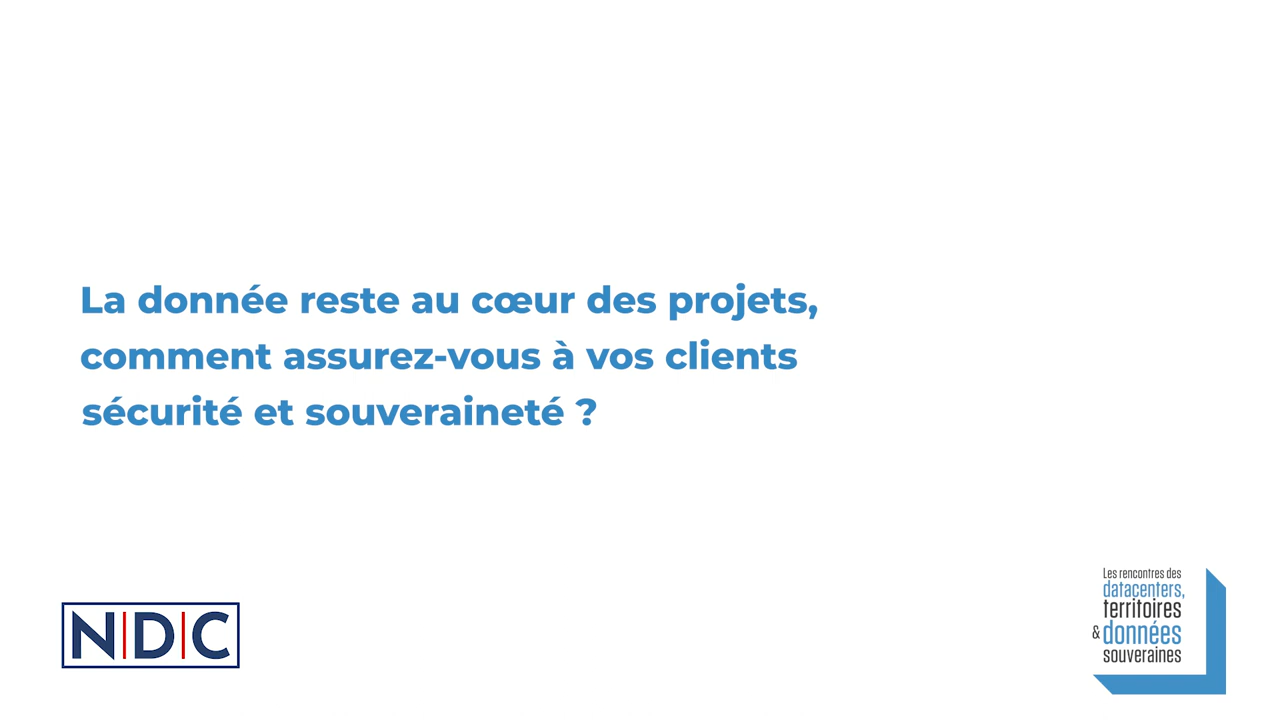 La donnée reste au cœur des projets,
comment assurez-vous à vos clients
sécurité et souveraineté ?
N|D|C
Les rencontres des
datacenters,
territoires
& données
souveraines